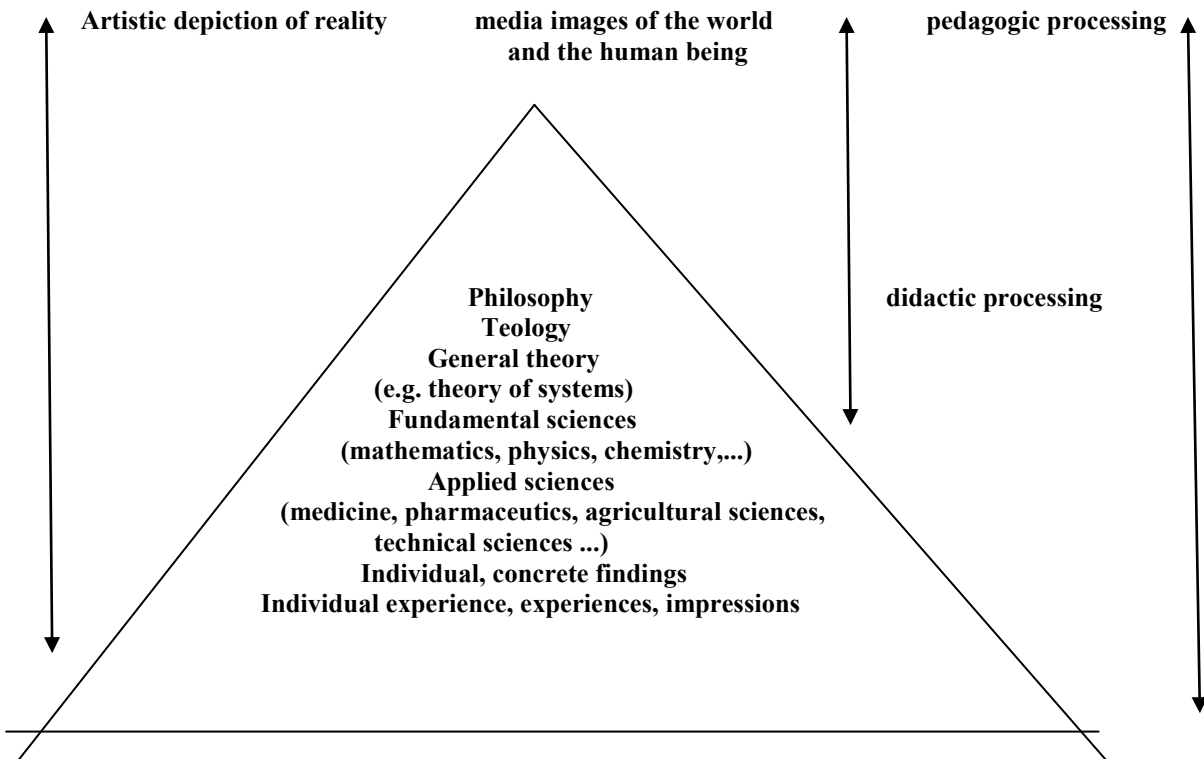 Artistic depiction of reality
media images of the world
and the human being
pedagogic processing
Philosophy
didactic processing
Teology
General theory
(e.g. theory of systems)
Fundamental sciences
(mathematics, physics, chemistry,...)
Applied sciences
(medicine, pharmaceutics, agricultural sciences,
technical sciences ...)
Individual, concrete findings
Individual experience, experiences, impressions